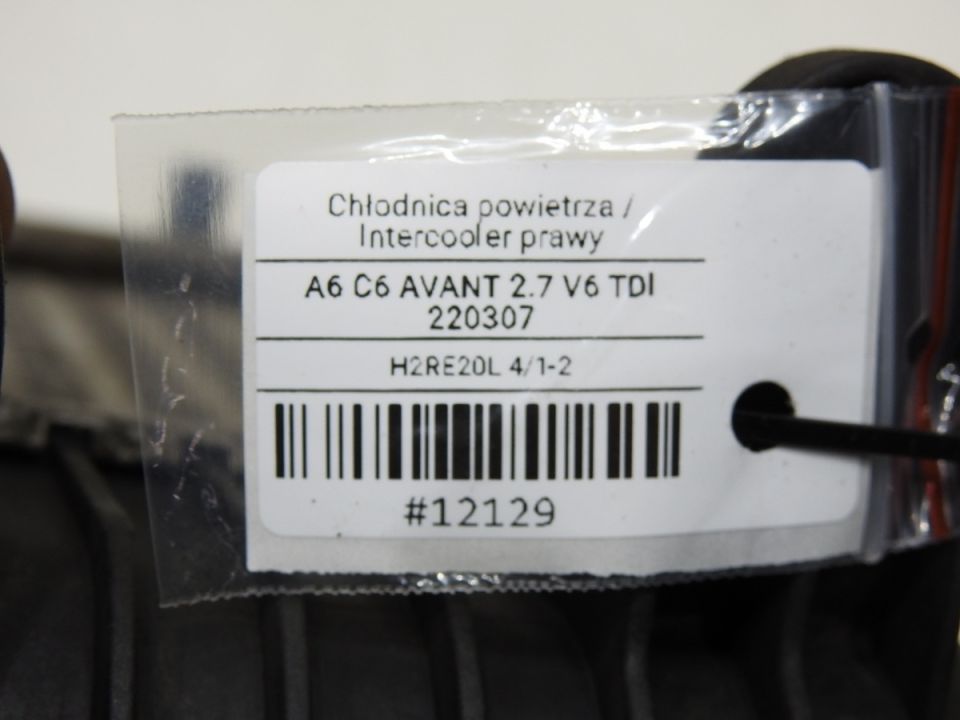 Chłodnica powietrza /
Intercooler prawy
A6 C6 AVANT 2.7 V6 TDI
220307
H2RE20L 4/1-2
#12129